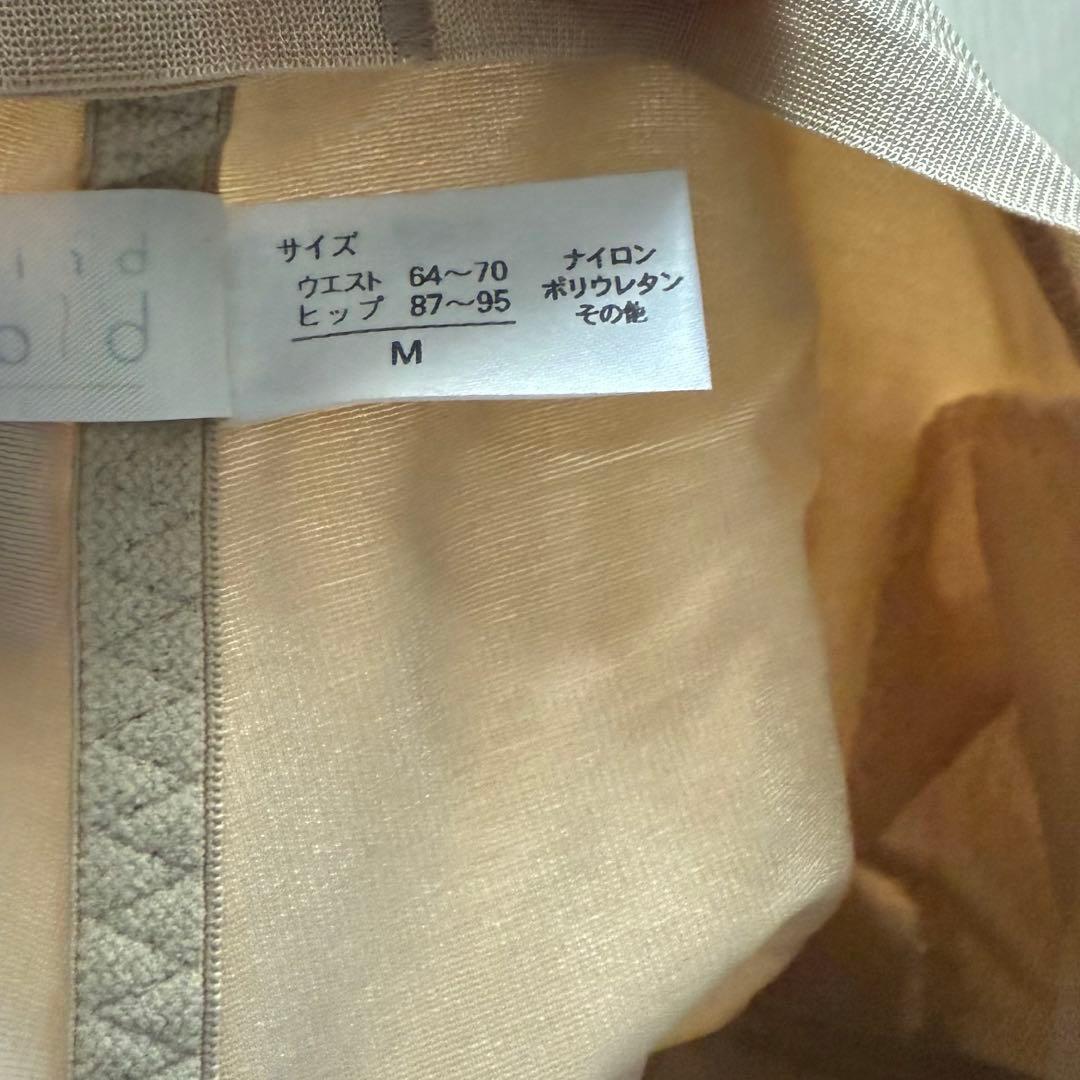 サイズ
ウエスト 64〜70
ヒップ 87〜95
M
ナイロン
ポリウレタン
その他